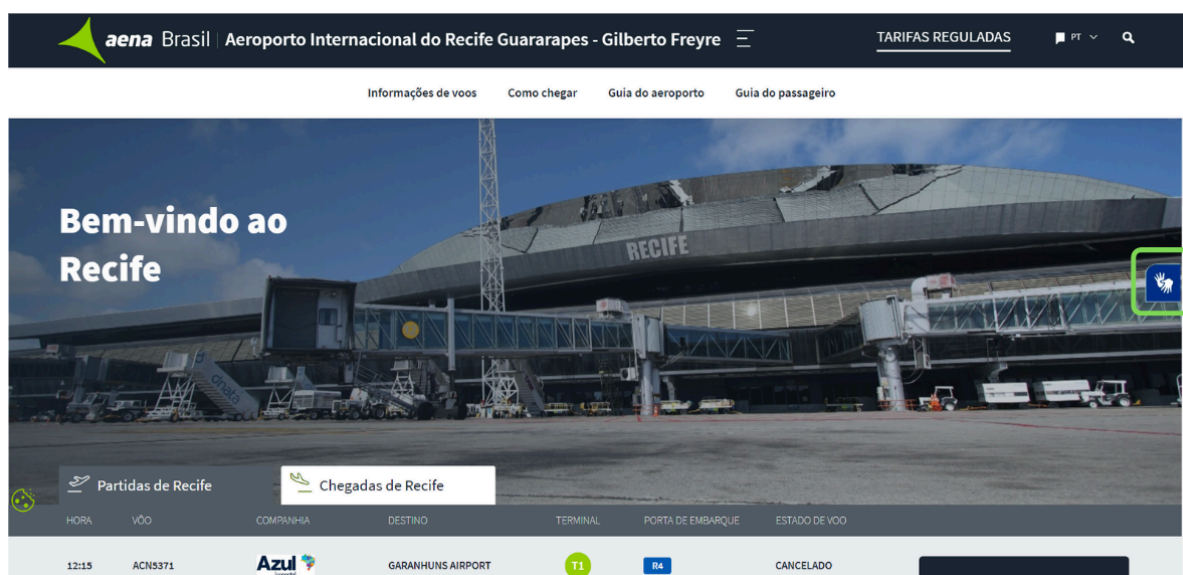 aena Brasil | Aeroporto Internacional do Recife Guararapes - Gilberto Freyre
TARIFAS REGULADAS
PT
Informações de voos
Como chegar
Guia do aeroporto
Guia do passageiro
Bem-vindo ao
Recife
RECIFE
dnata
dnata
Partidas de Recife
Chegadas de Recife
HORA VÔO COMPANHIA DESTINO TERMINAL PORTA DE EMBARQUE ESTADO DE VOO
12:15 ACN5371 Azul GARANHUNS AIRPORT T1 R4 CANCELADO